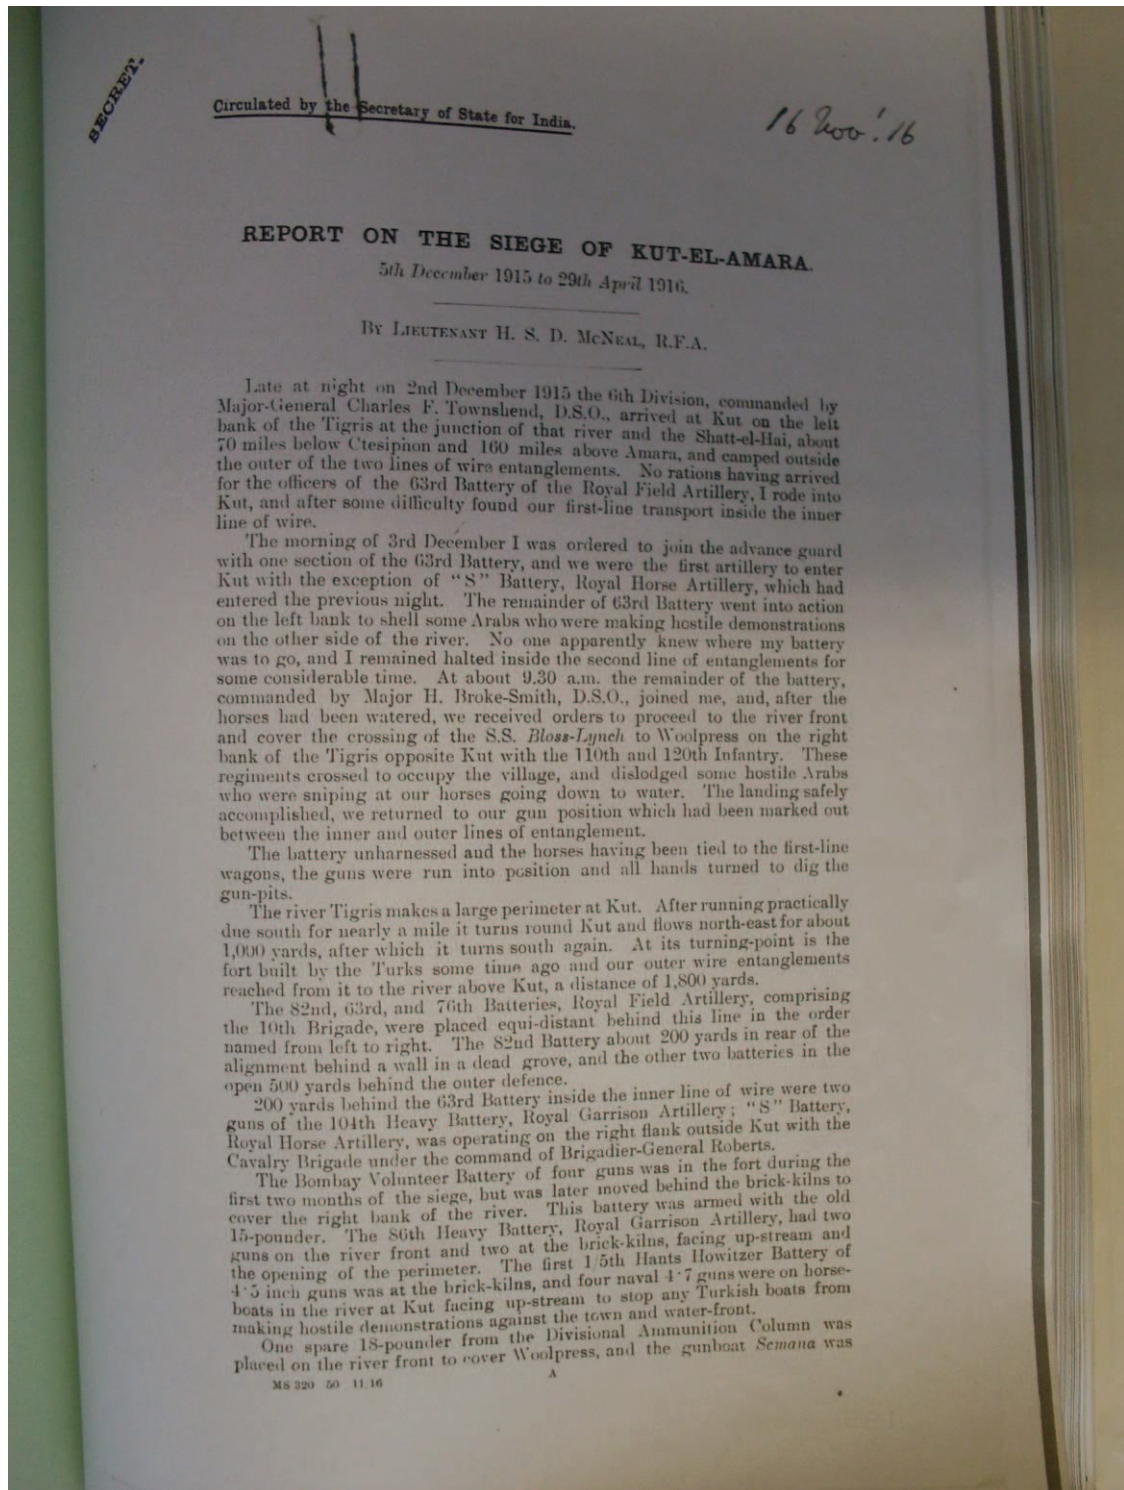 SECRET.
Circulated by the Secretary of State for India.
16 Nov! 16
REPORT ON THE SIEGE OF KUT-EL-AMARA.
5th December 1915 to 29th April 1916.
BY LIEUTENANT H. S. D. MCNEAL, R.F.A.
Late at night on 2nd December 1915 the 6th Division, commanded by
Major-General Charles F. Townshend, D.S.O., arrived at Kut on the left
bank of the Tigris at the junction of that river and the Shatt-el-Hai, about
70 miles below Ctesiphon and 160 miles above Amara, and camped outside
the outer of the two lines of wire entanglements. No rations having arrived
for the officers of the 63rd Battery of the Royal Field Artillery, I rode into
Kut, and after some difficulty found our first-line transport inside the inner
line of wire.
The morning of 3rd December I was ordered to join the advance guard
with one section of the 63rd Battery, and we were the first artillery to enter
Kut with the exception of "S" Battery, Royal Horse Artillery, which had
entered the previous night. The remainder of 63rd Battery went into action
on the left bank to shell some Arabs who were making hostile demonstrations
on the other side of the river. No one apparently knew where my battery
was to go, and I remained halted inside the second line of entanglements for
some considerable time. At about 9.30 a.m. the remainder of the battery,
commanded by Major H. Broke-Smith, D.S.O., joined me, and, after the
horses had been watered, we received orders to proceed to the river front
and cover the crossing of the S.S. Bloss-Lynch to Woolpress on the right
bank of the Tigris opposite Kut with the 110th and 120th Infantry. These
regiments crossed to occupy the village, and dislodged some hostile Arabs
who were sniping at our horses going down to water. The landing safely
accomplished, we returned to our gun position which had been marked out
between the inner and outer lines of entanglement.
The battery unharnessed and the horses having been tied to the first-line
wagons, the guns were run into position and all hands turned to dig the
gun-pits.
The river Tigris makes a large perimeter at Kut. After running practically
due south for nearly a mile it turns round Kut and flows north-east for about
1,000 yards, after which it turns south again. At its turning-point is the
fort built by the Turks some time ago and our outer wire entanglements
reached from it to the river above Kut, a distance of 1,800 yards.
The 82nd, 63rd, and 76th Batteries, Royal Field Artillery, comprising
the 10th Brigade, were placed equi-distant behind this line in the order
named from left to right. The 82nd Battery about 200 yards in rear of the
alignment behind a wall in a dead grove, and the other two batteries in the
open 500 yards behind the outer defence.
200 yards behind the 63rd Battery inside the inner line of wire were two
guns of the 104th Heavy Battery, Royal Garrison Artillery; "S" Battery,
Royal Horse Artillery, was operating on the right flank outside Kut with the
Cavalry Brigade under the command of Brigadier-General Roberts.
The Bombay Volunteer Battery of four guns was in the fort during the
first two months of the siege, but was later moved behind the brick-kilns to
cover the right bank of the river. This battery was armed with the old
15-pounder. The 86th Heavy Battery, Royal Garrison Artillery, had two
guns on the river front and two at the brick-kilns, facing up-stream and
the opening of the perimeter. The first 1/5th Hants Howitzer Battery of
4·5 inch guns was at the brick-kilns, and four naval 4·7 guns were on horse-
boats in the river at Kut facing up-stream to stop any Turkish boats from
making hostile demonstrations against the town and water-front.
One spare 18-pounder from the Divisional Ammunition Column was
placed on the river front to cover Woolpress, and the gunboat Semana was
MS 320 50 11.16
A